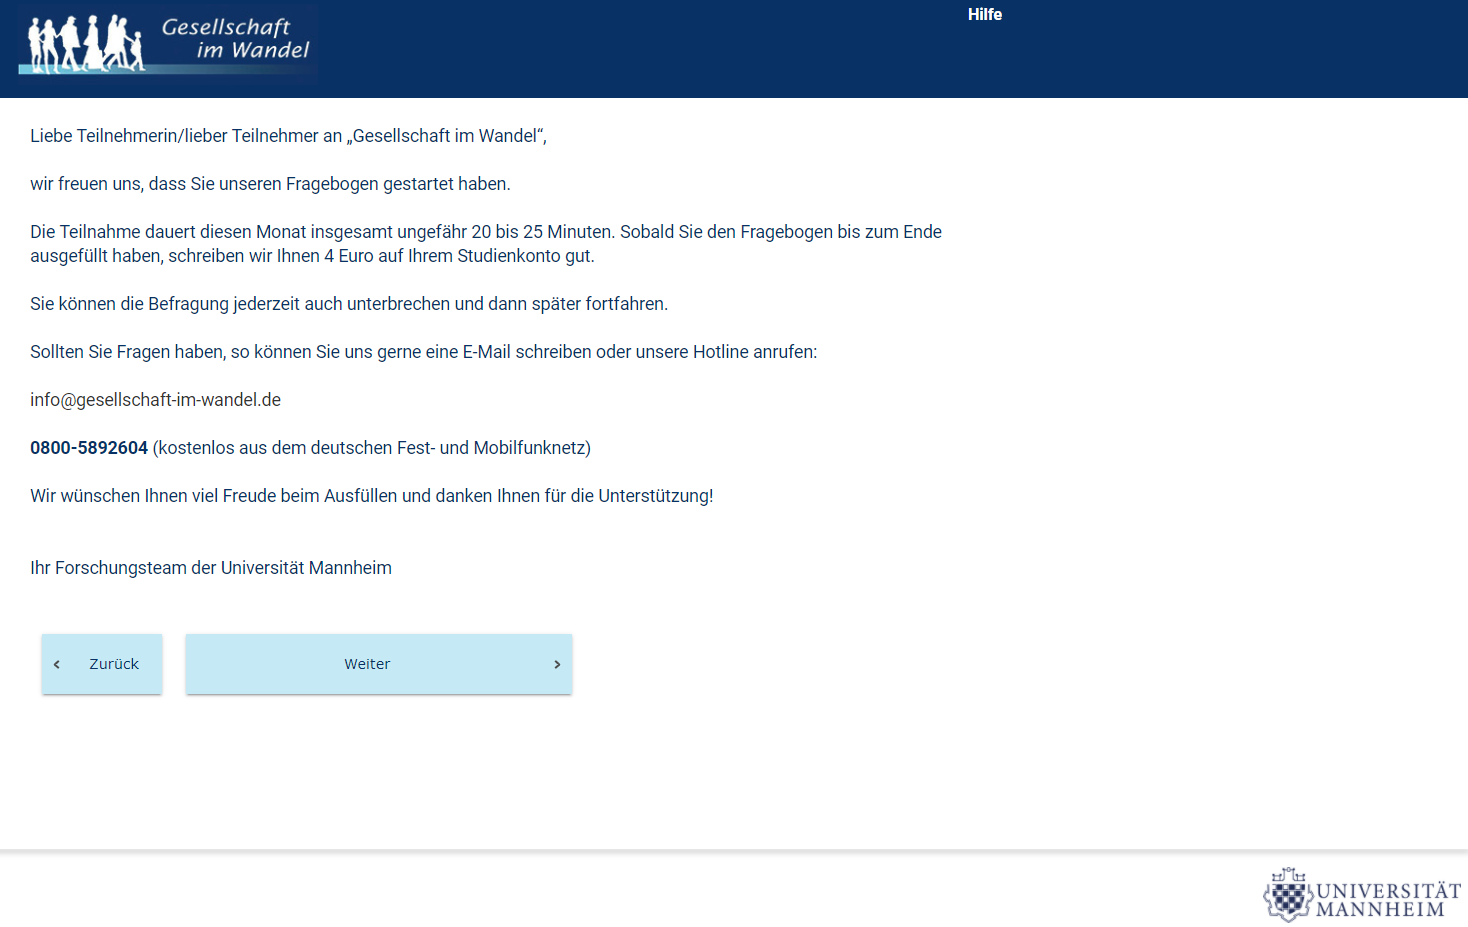 Gesellschaft
im Wandel
Hilfe
Liebe Teilnehmerin/lieber Teilnehmer an „Gesellschaft im Wandel“,
wir freuen uns, dass Sie unseren Fragebogen gestartet haben.
Die Teilnahme dauert diesen Monat insgesamt ungefähr 20 bis 25 Minuten. Sobald Sie den Fragebogen bis zum Ende
ausgefüllt haben, schreiben wir Ihnen 4 Euro auf Ihrem Studienkonto gut.
Sie können die Befragung jederzeit auch unterbrechen und dann später fortfahren.
Sollten Sie Fragen haben, so können Sie uns gerne eine E-Mail schreiben oder unsere Hotline anrufen:
info@gesellschaft-im-wandel.de
0800-5892604 (kostenlos aus dem deutschen Fest- und Mobilfunknetz)
Wir wünschen Ihnen viel Freude beim Ausfüllen und danken Ihnen für die Unterstützung!
Ihr Forschungsteam der Universität Mannheim
‹ Zurück
Weiter ›
UNIVERSITÄT
MANNHEIM